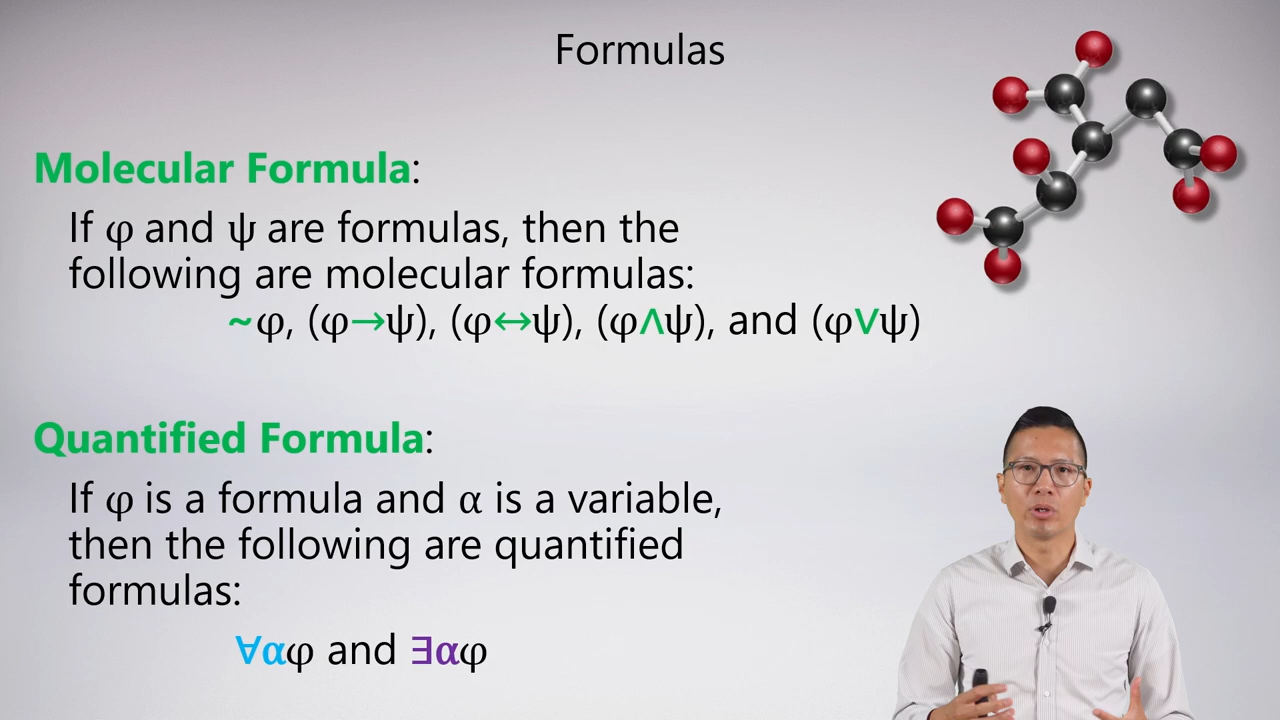 Formulas
Molecular Formula:
If φ and ψ are formulas, then the
following are molecular formulas:
~φ, (φ→ψ), (φ↔ψ), (φ∧ψ), and (φ∨ψ)
Quantified Formula:
If φ is a formula and α is a variable,
then the following are quantified
formulas:
∀αφ and ∃αφ